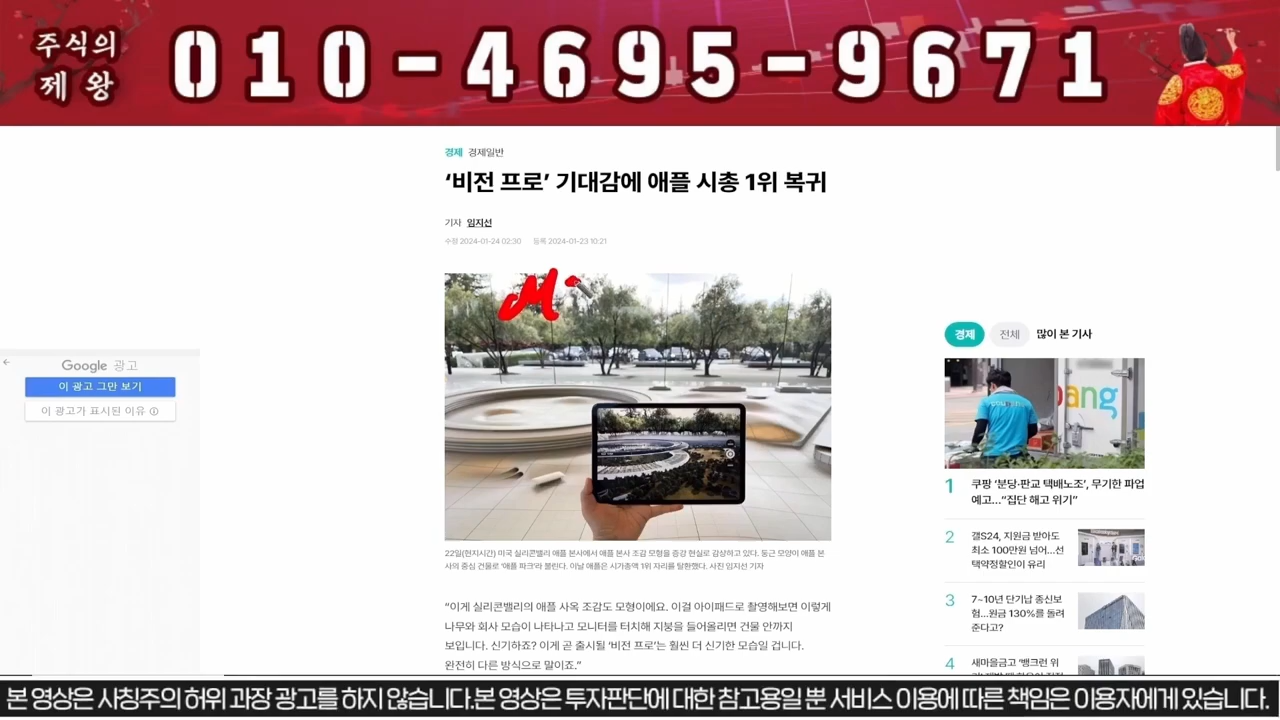 주식의
제 왕
010-4695-9671
경제 경제일반
‘비전 프로’ 기대감에 애플 시총 1위 복귀
기자 임지선
수정 2024-01-24 02:30 등록 2024-01-23 10:21
22일(현지시간) 미국 실리콘밸리 애플 본사에서 애플 본사 조감 모형을 증강 현실로 감상하고 있다. 둥근 모양이 애플 본
사의 중심 건물로 ‘애플 파크’라 불린다. 이날 애플은 시가총액 1위 자리를 탈환했다. 사진 임지선 기자
“이게 실리콘밸리의 애플 사옥 조감도 모형이에요. 이걸 아이패드로 촬영해보면 이렇게
나무와 회사 모습이 나타나고 모니터를 터치해 지붕을 들어올리면 건물 안까지
보입니다. 신기하죠? 이게 곧 출시될 ‘비전 프로’는 훨씬 더 신기한 모습일 겁니다.
완전히 다른 방식으로 말이죠.”
Google 광고
이 광고 그만 보기
이 광고가 표시된 이유
경제 전체 많이 본 기사
1 쿠팡 ‘분당·판교 택배노조’, 무기한 파업
예고…“집단 해고 위기”
2 갤S24, 지원금 받아도
최소 100만원 넘어…선
택약정할인이 유리
3 7~10년 단기납 종신보
험…원금 130%를 돌려
준다고?
4 새마을금고 ‘뱅크런 위
본 영상은 사칭주의 허위 과장 광고를 하지 않습니다.본 영상은 투자판단에 대한 참고용일 뿐 서비스 이용에 따른 책임은 이용자에게 있습니다.